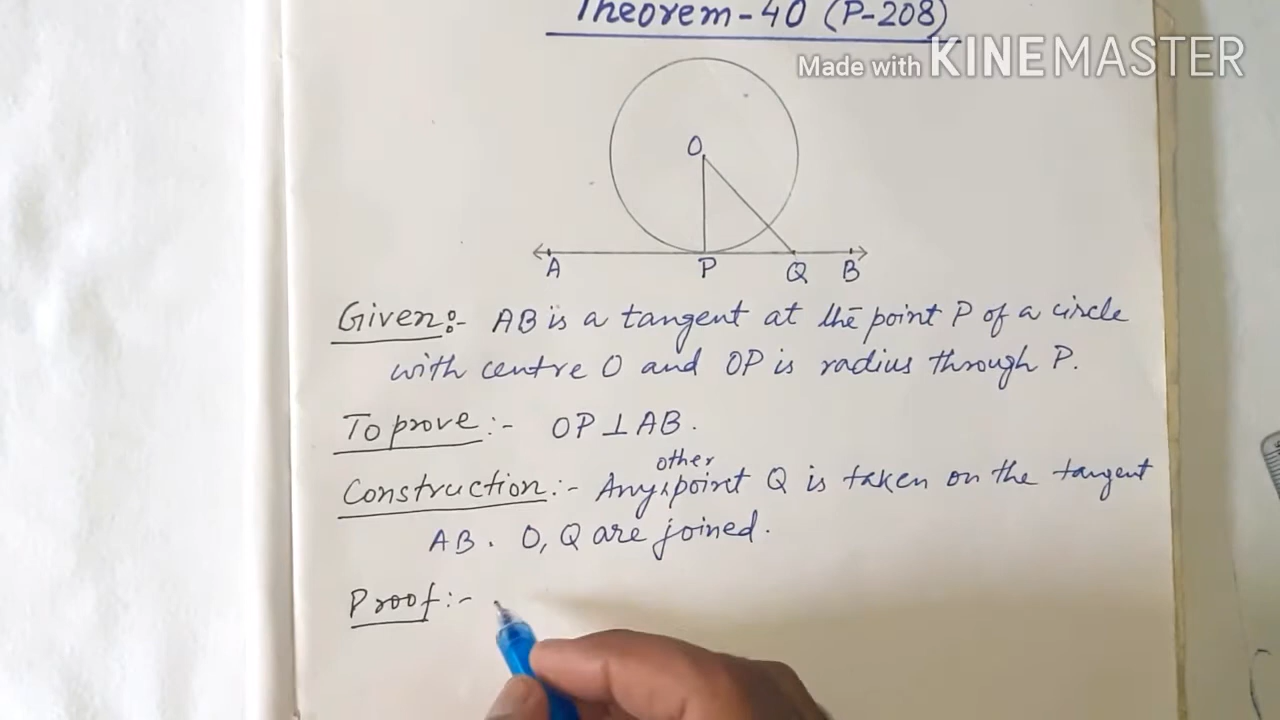 Theorem-40 (P-208)
Made with KINEMASTER
O
A P Q B
Given:- AB is a tangent at the point P of a circle
with centre O and OP is radius through P.
To prove:- OP⊥AB.
other
Construction:- Any‸point Q is taken on the tangent
AB. O, Q are joined.
Proof:-